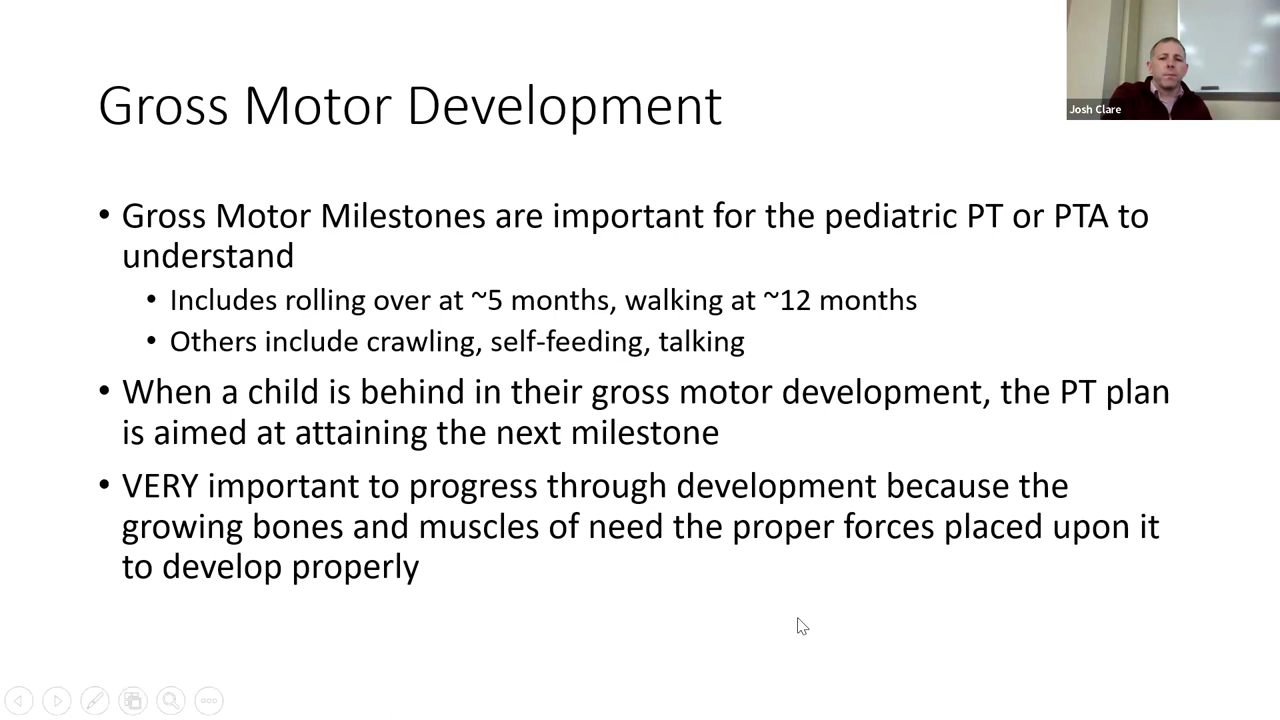 Josh Clare
Gross Motor Development
• Gross Motor Milestones are important for the pediatric PT or PTA to
understand
• Includes rolling over at ~5 months, walking at ~12 months
• Others include crawling, self-feeding, talking
• When a child is behind in their gross motor development, the PT plan
is aimed at attaining the next milestone
• VERY important to progress through development because the
growing bones and muscles of need the proper forces placed upon it
to develop properly